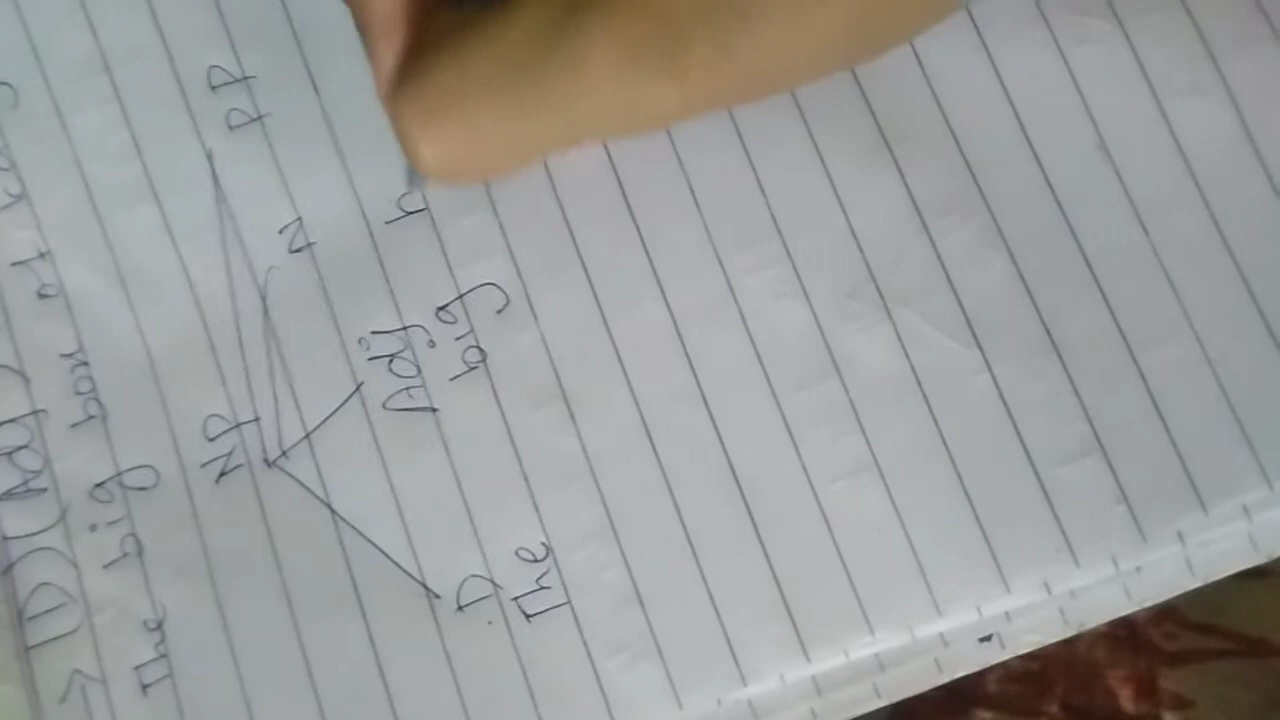 → (D) (Adj)
The big box of
NP
D Adj N PP
The big b